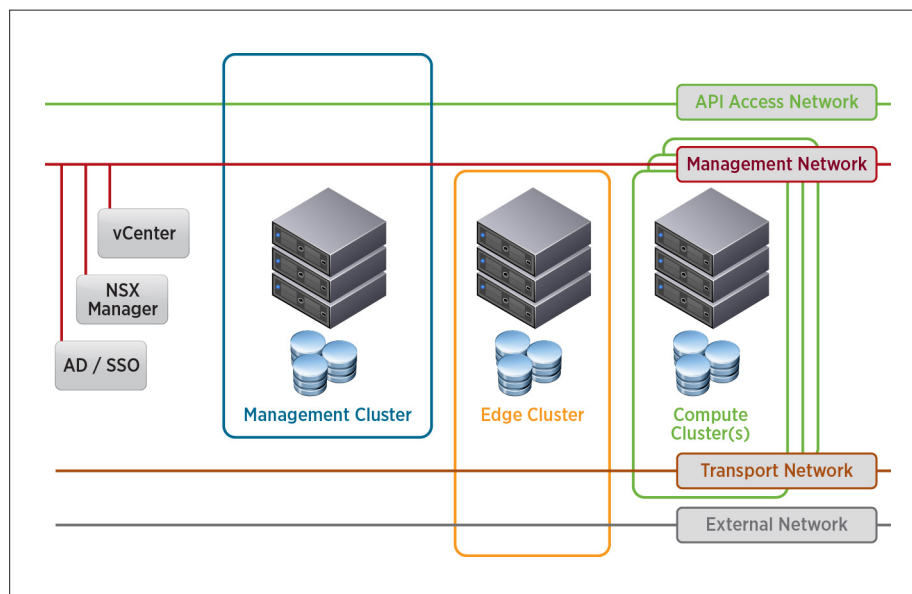 API Access Network
Management Network
vCenter
NSX
Manager
AD / SSO
Management Cluster
Edge Cluster
Compute
Cluster(s)
Transport Network
External Network